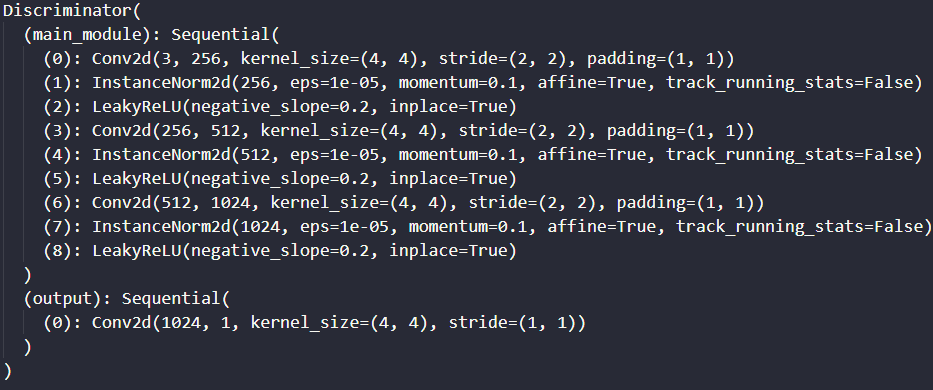 Discriminator(
  (main_module): Sequential(
    (0): Conv2d(3, 256, kernel_size=(4, 4), stride=(2, 2), padding=(1, 1))
    (1): InstanceNorm2d(256, eps=1e-05, momentum=0.1, affine=True, track_running_stats=False)
    (2): LeakyReLU(negative_slope=0.2, inplace=True)
    (3): Conv2d(256, 512, kernel_size=(4, 4), stride=(2, 2), padding=(1, 1))
    (4): InstanceNorm2d(512, eps=1e-05, momentum=0.1, affine=True, track_running_stats=False)
    (5): LeakyReLU(negative_slope=0.2, inplace=True)
    (6): Conv2d(512, 1024, kernel_size=(4, 4), stride=(2, 2), padding=(1, 1))
    (7): InstanceNorm2d(1024, eps=1e-05, momentum=0.1, affine=True, track_running_stats=False)
    (8): LeakyReLU(negative_slope=0.2, inplace=True)
  )
  (output): Sequential(
    (0): Conv2d(1024, 1, kernel_size=(4, 4), stride=(1, 1))
  )
)